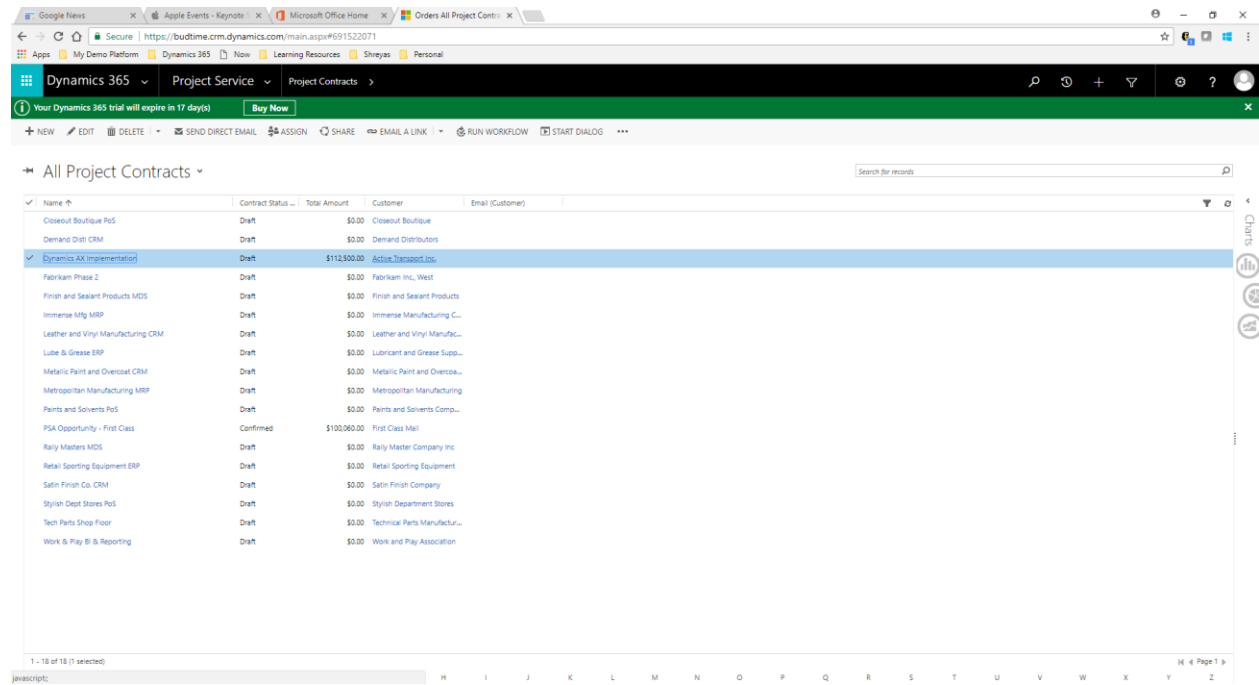 Google News
Apple Events - Keynote
Microsoft Office Home
Orders All Project Contra
Secure | https://budtime.crm.dynamics.com/main.aspx#691522071
Apps My Demo Platform Dynamics 365 Now Learning Resources Shreyas Personal
Dynamics 365 Project Service Project Contracts
Your Dynamics 365 trial will expire in 17 day(s) Buy Now
NEW EDIT DELETE SEND DIRECT EMAIL ASSIGN SHARE EMAIL A LINK RUN WORKFLOW START DIALOG
All Project Contracts
Search for records
Name Contract Status ... Total Amount Customer Email (Customer)
Closeout Boutique PoS Draft $0.00 Closeout Boutique
Demand Disti CRM Draft $0.00 Demand Distributors
Dynamics AX Implementation Draft $112,500.00 Active Transport Inc.
Fabrikam Phase 2 Draft $0.00 Fabrikam Inc., West
Finish and Sealant Products MDS Draft $0.00 Finish and Sealant Products
Immense Mfg MRP Draft $0.00 Immense Manufacturing C...
Leather and Vinyl Manufacturing CRM Draft $0.00 Leather and Vinyl Manufac...
Lube & Grease ERP Draft $0.00 Lubricant and Grease Supp...
Metallic Paint and Overcoat CRM Draft $0.00 Metallic Paint and Overcoa...
Metropolitan Manufacturing MRP Draft $0.00 Metropolitan Manufacturing
Paints and Solvents PoS Draft $0.00 Paints and Solvents Comp...
PSA Opportunity - First Class Confirmed $100,060.00 First Class Mail
Rally Masters MDS Draft $0.00 Rally Master Company Inc
Retail Sporting Equipment ERP Draft $0.00 Retail Sporting Equipment
Satin Finish Co. CRM Draft $0.00 Satin Finish Company
Stylish Dept Stores PoS Draft $0.00 Stylish Department Stores
Tech Parts Shop Floor Draft $0.00 Technical Parts Manufactur...
Work & Play BI & Reporting Draft $0.00 Work and Play Association
Charts
1 - 18 of 18 (1 selected) Page 1
javascript:; H I J K L M N O P Q R S T U V W X Y Z